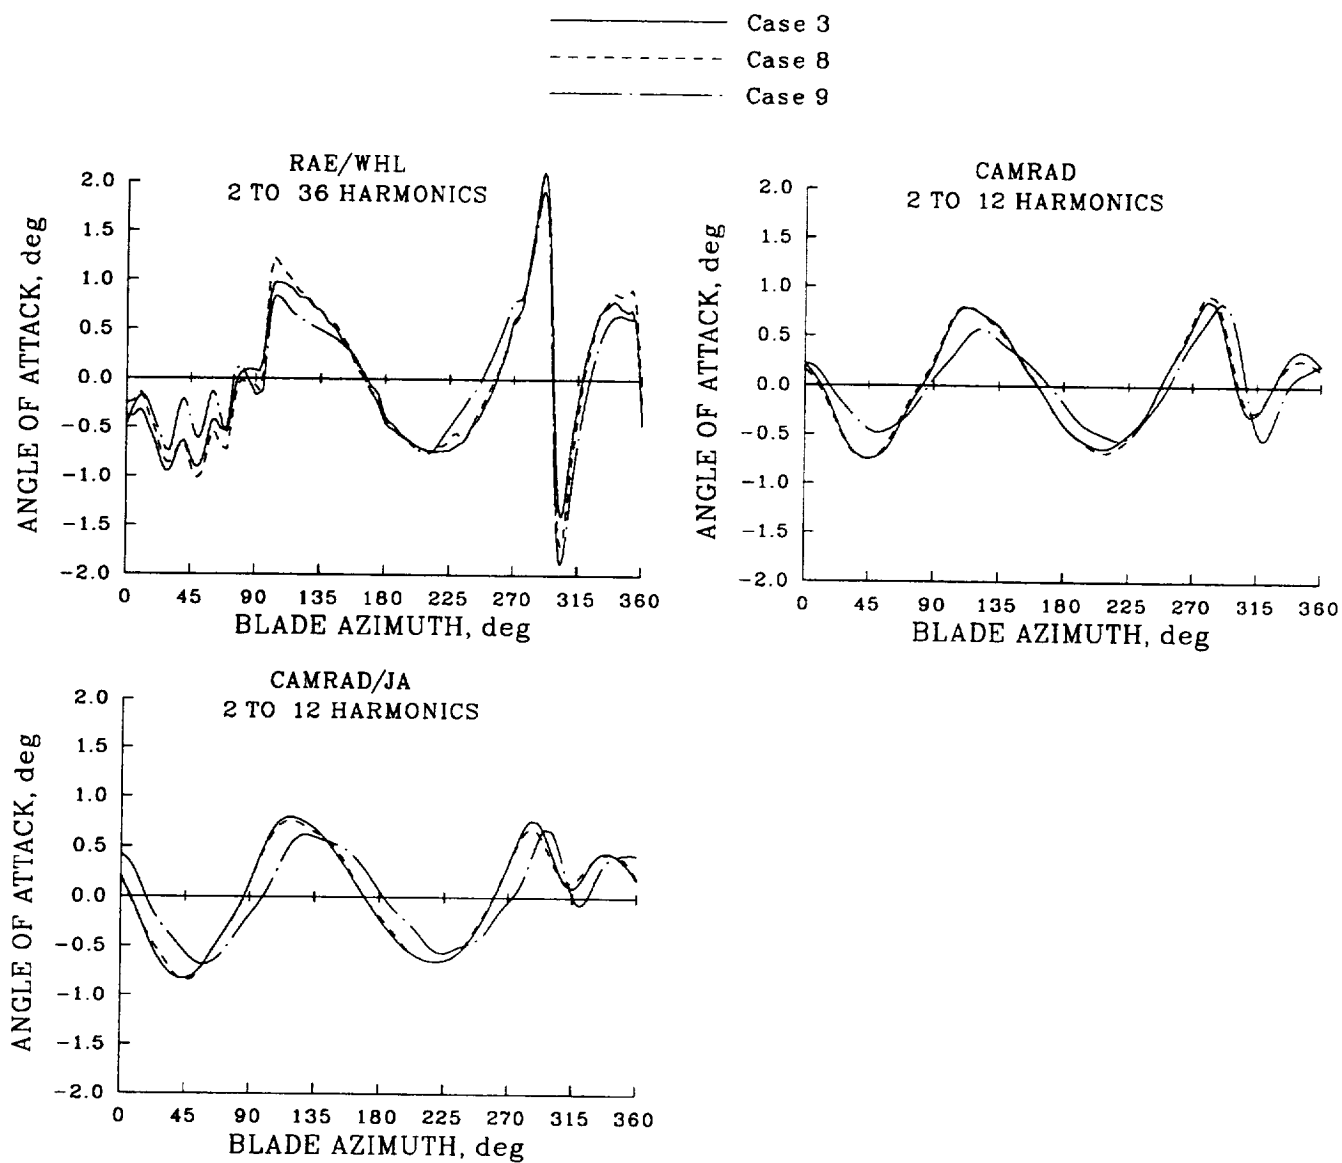 Case 3
Case 8
Case 9
RAE/WHL
2 TO 36 HARMONICS
ANGLE OF ATTACK, deg
2.0
1.5
1.0
0.5
0.0
-0.5
-1.0
-1.5
-2.0
0 45 90 135 180 225 270 315 360
BLADE AZIMUTH, deg
CAMRAD
2 TO 12 HARMONICS
ANGLE OF ATTACK, deg
2.0
1.5
1.0
0.5
0.0
-0.5
-1.0
-1.5
-2.0
0 45 90 135 180 225 270 315 360
BLADE AZIMUTH, deg
CAMRAD/JA
2 TO 12 HARMONICS
ANGLE OF ATTACK, deg
2.0
1.5
1.0
0.5
0.0
-0.5
-1.0
-1.5
-2.0
0 45 90 135 180 225 270 315 360
BLADE AZIMUTH, deg